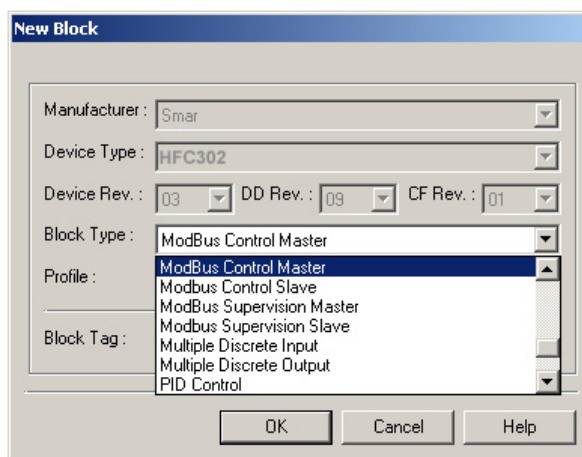 New Block
Manufacturer : Smar
Device Type : HFC302
Device Rev. : 03 DD Rev. : 09 CF Rev. : 01
Block Type : ModBus Control Master
Profile :
ModBus Control Master
Modbus Control Slave
ModBus Supervision Master
Modbus Supervision Slave
Multiple Discrete Input
Multiple Discrete Output
PID Control
Block Tag :
OK Cancel Help